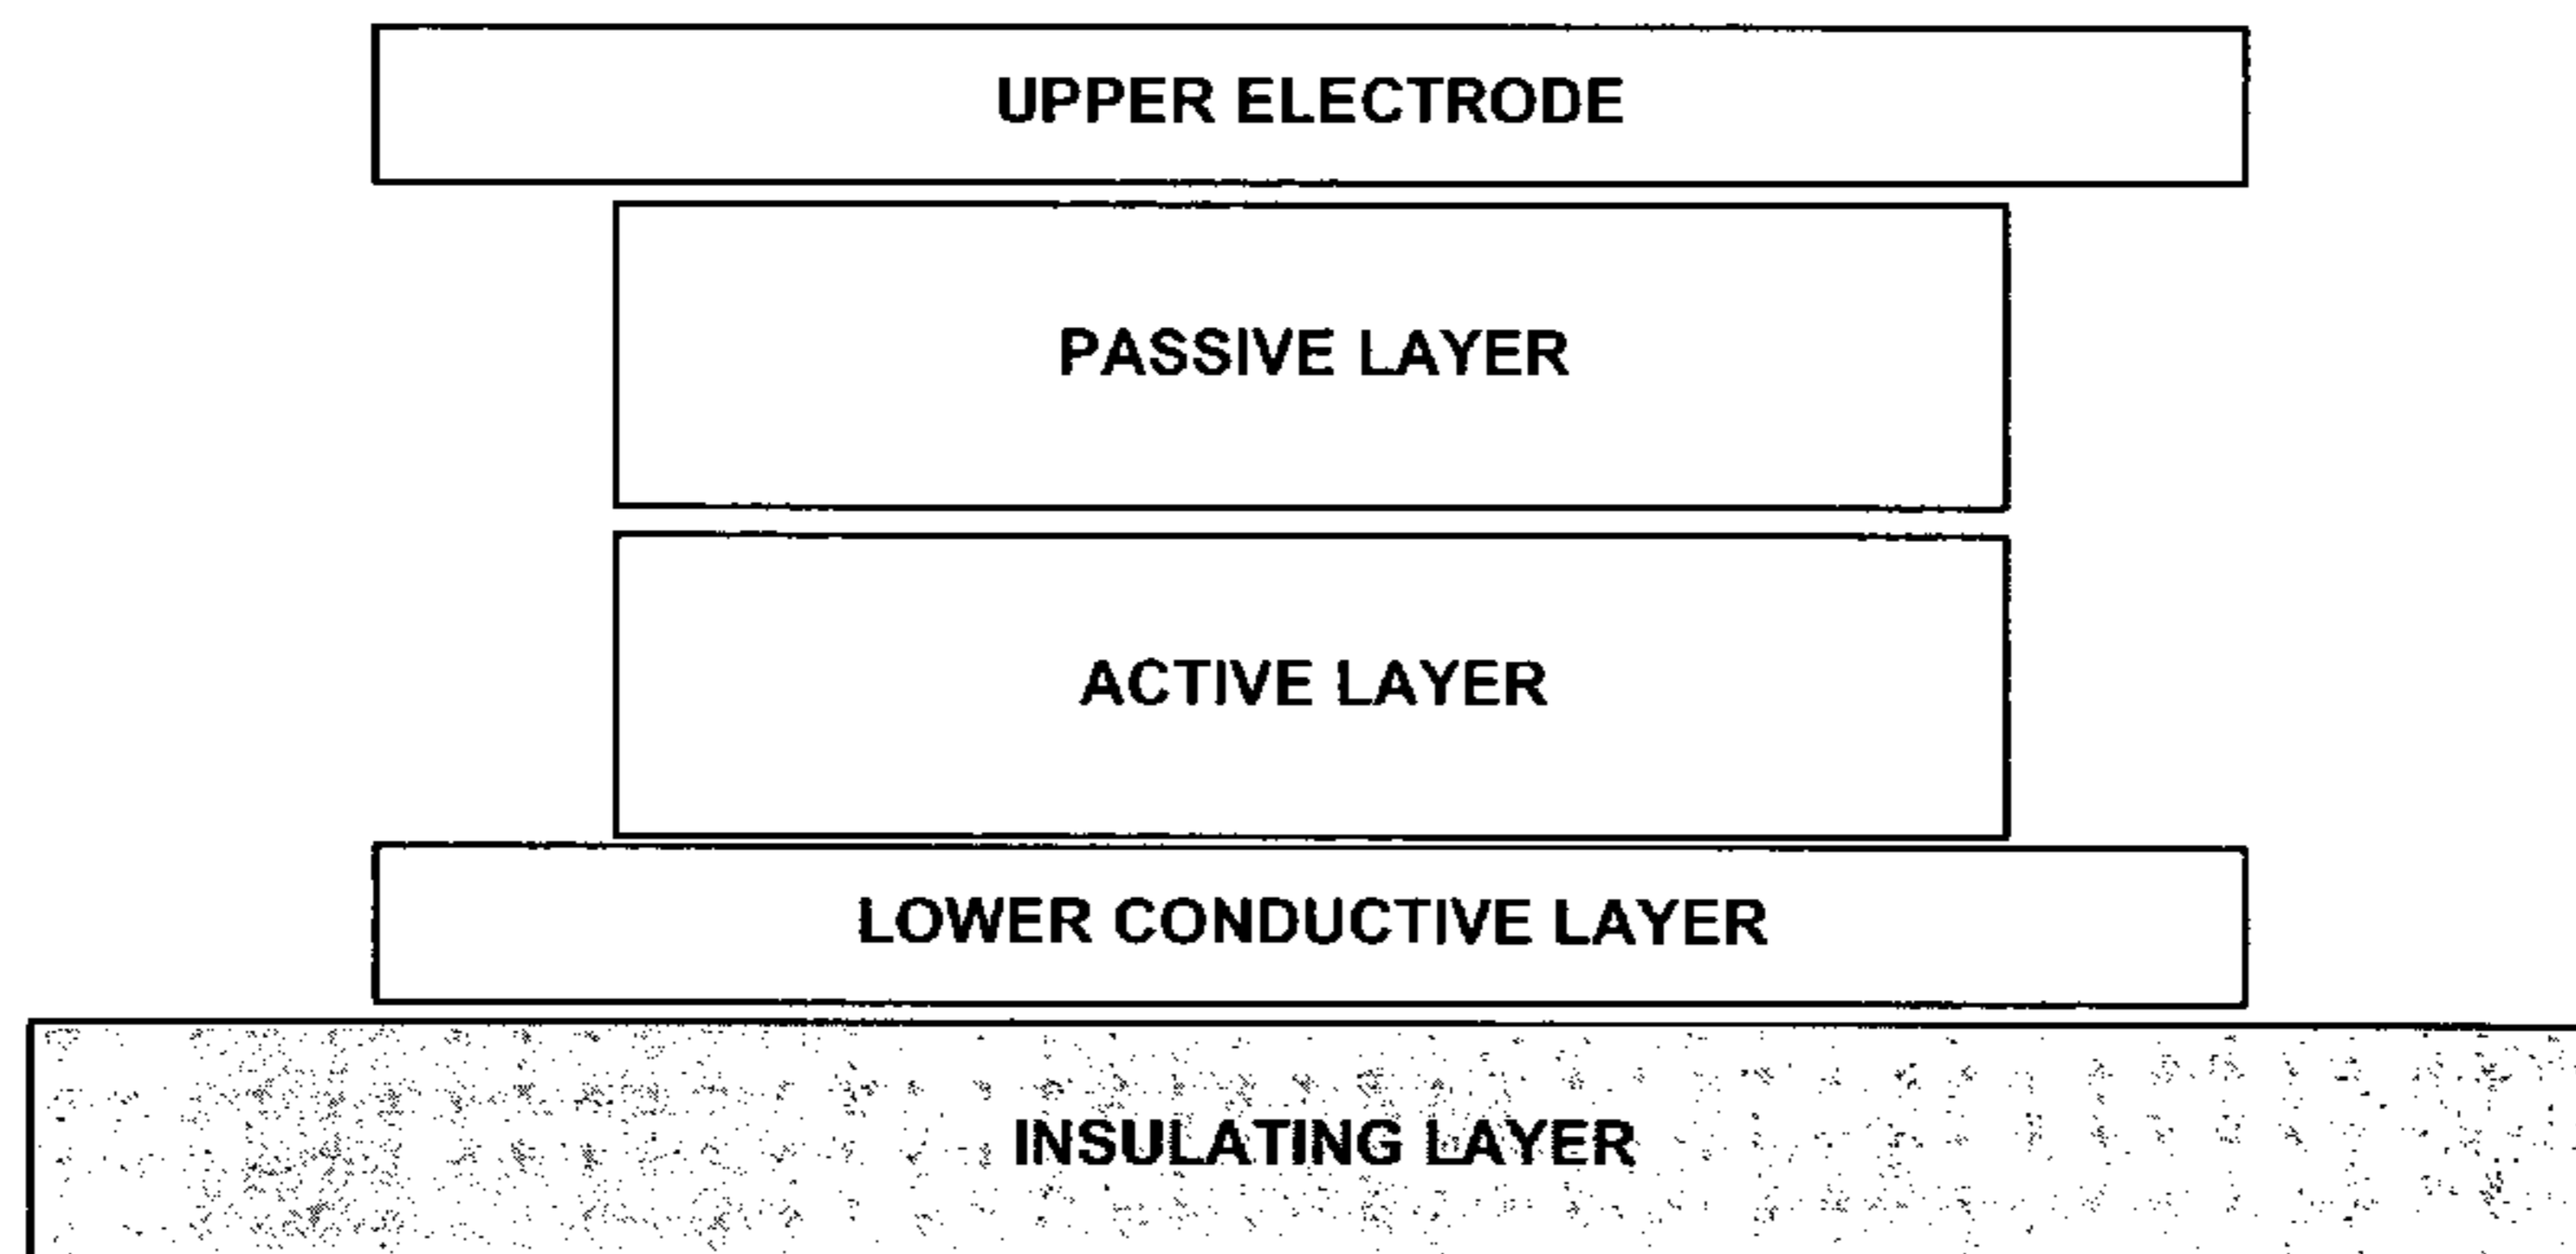 UPPER ELECTRODE
PASSIVE LAYER
ACTIVE LAYER
LOWER CONDUCTIVE LAYER
INSULATING LAYER